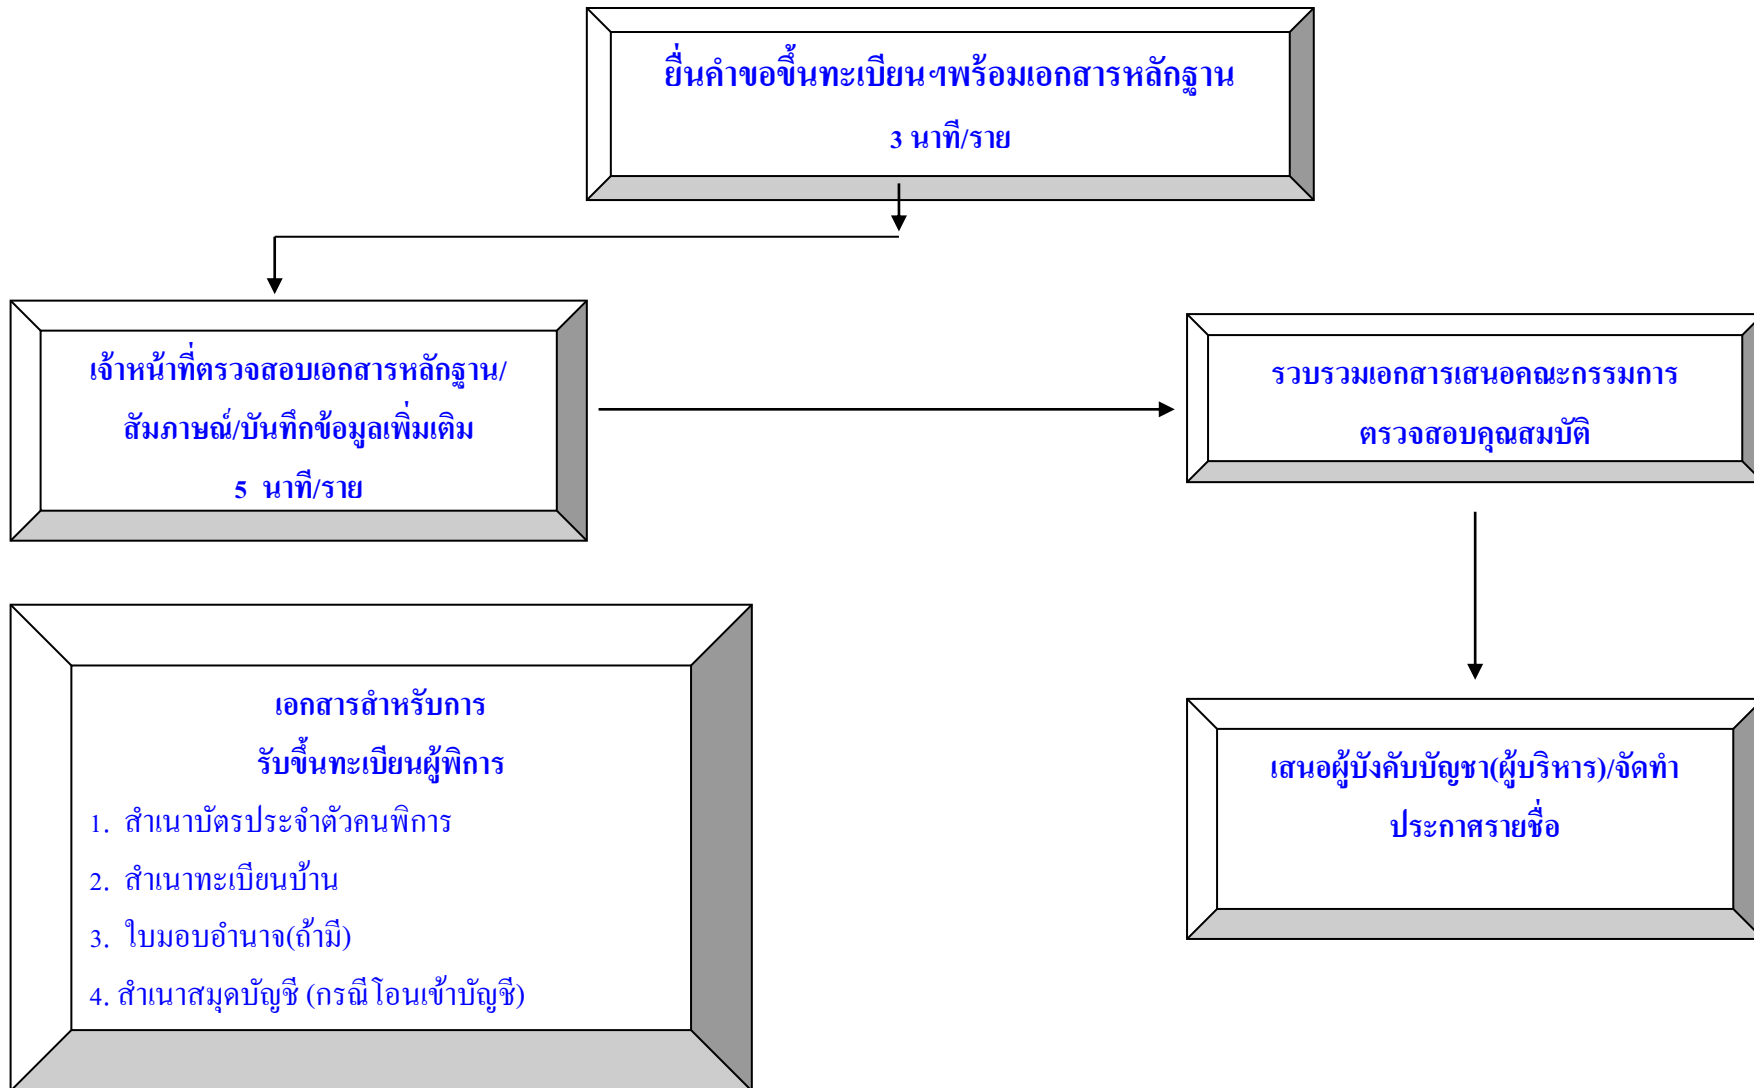 ยื่นคำขอขึ้นทะเบียนฯพร้อมเอกสารหลักฐาน
3 นาที/ราย
เจ้าหน้าที่ตรวจสอบเอกสารหลักฐาน/
สัมภาษณ์/บันทึกข้อมูลเพิ่มเติม
5 นาที/ราย
รวบรวมเอกสารเสนอคณะกรรมการ
ตรวจสอบคุณสมบัติ
เสนอผู้บังคับบัญชา(ผู้บริหาร)/จัดทำ
ประกาศรายชื่อ
เอกสารสำหรับการ
รับขึ้นทะเบียนผู้พิการ
1. สำเนาบัตรประจำตัวคนพิการ
2. สำเนาทะเบียนบ้าน
3. ใบมอบอำนาจ(ถ้ามี)
4. สำเนาสมุดบัญชี (กรณีโอนเข้าบัญชี)